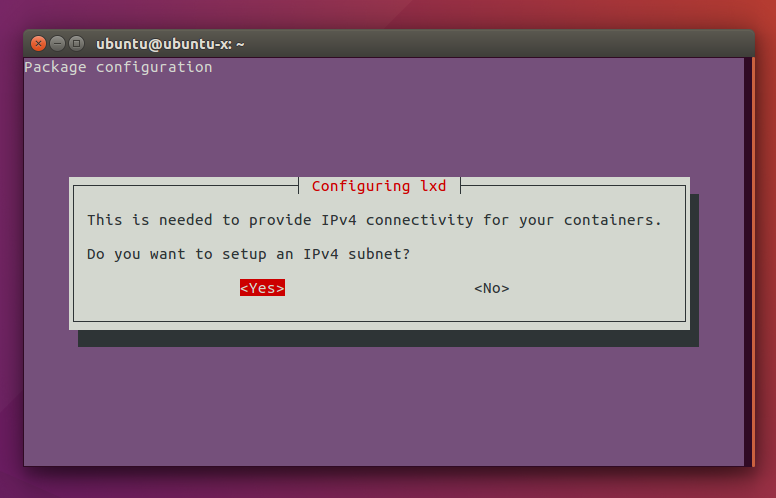 ubuntu@ubuntu-x: ~
Package configuration
Configuring lxd
This is needed to provide IPv4 connectivity for your containers.
Do you want to setup an IPv4 subnet?
<Yes> <No>